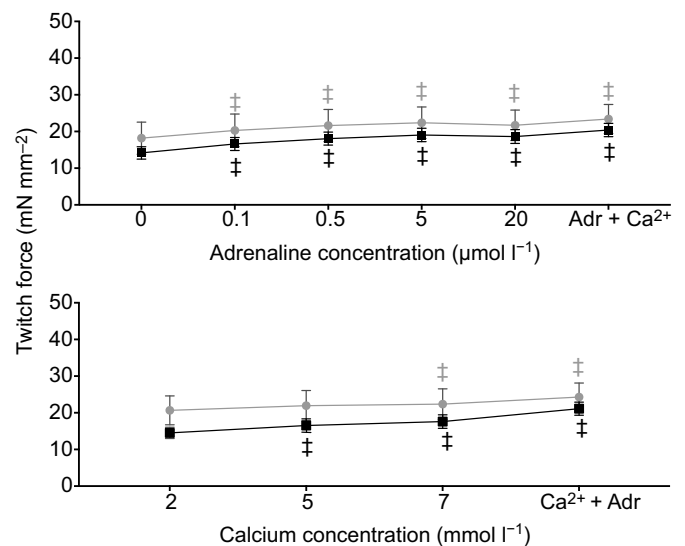 Twitch force (mN mm⁻²)
50
40
30
20
10
0
‡ ‡ ‡ ‡ ‡
‡ ‡ ‡ ‡ ‡
0 0.1 0.5 5 20 Adr + Ca²⁺
Adrenaline concentration (µmol l⁻¹)
50
40
30
20
10
0
‡ ‡
‡ ‡ ‡
2 5 7 Ca²⁺ + Adr
Calcium concentration (mmol l⁻¹)